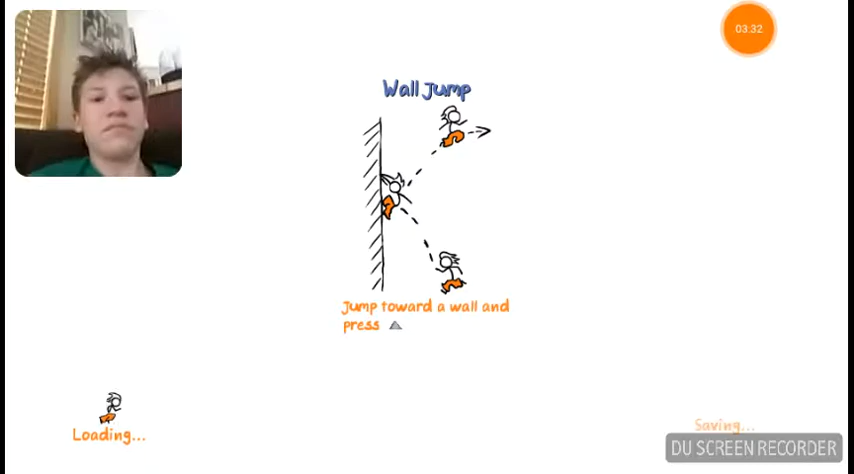 03:32
Wall Jump
Jump toward a wall and
press
Loading...
Saving...
DU SCREEN RECORDER